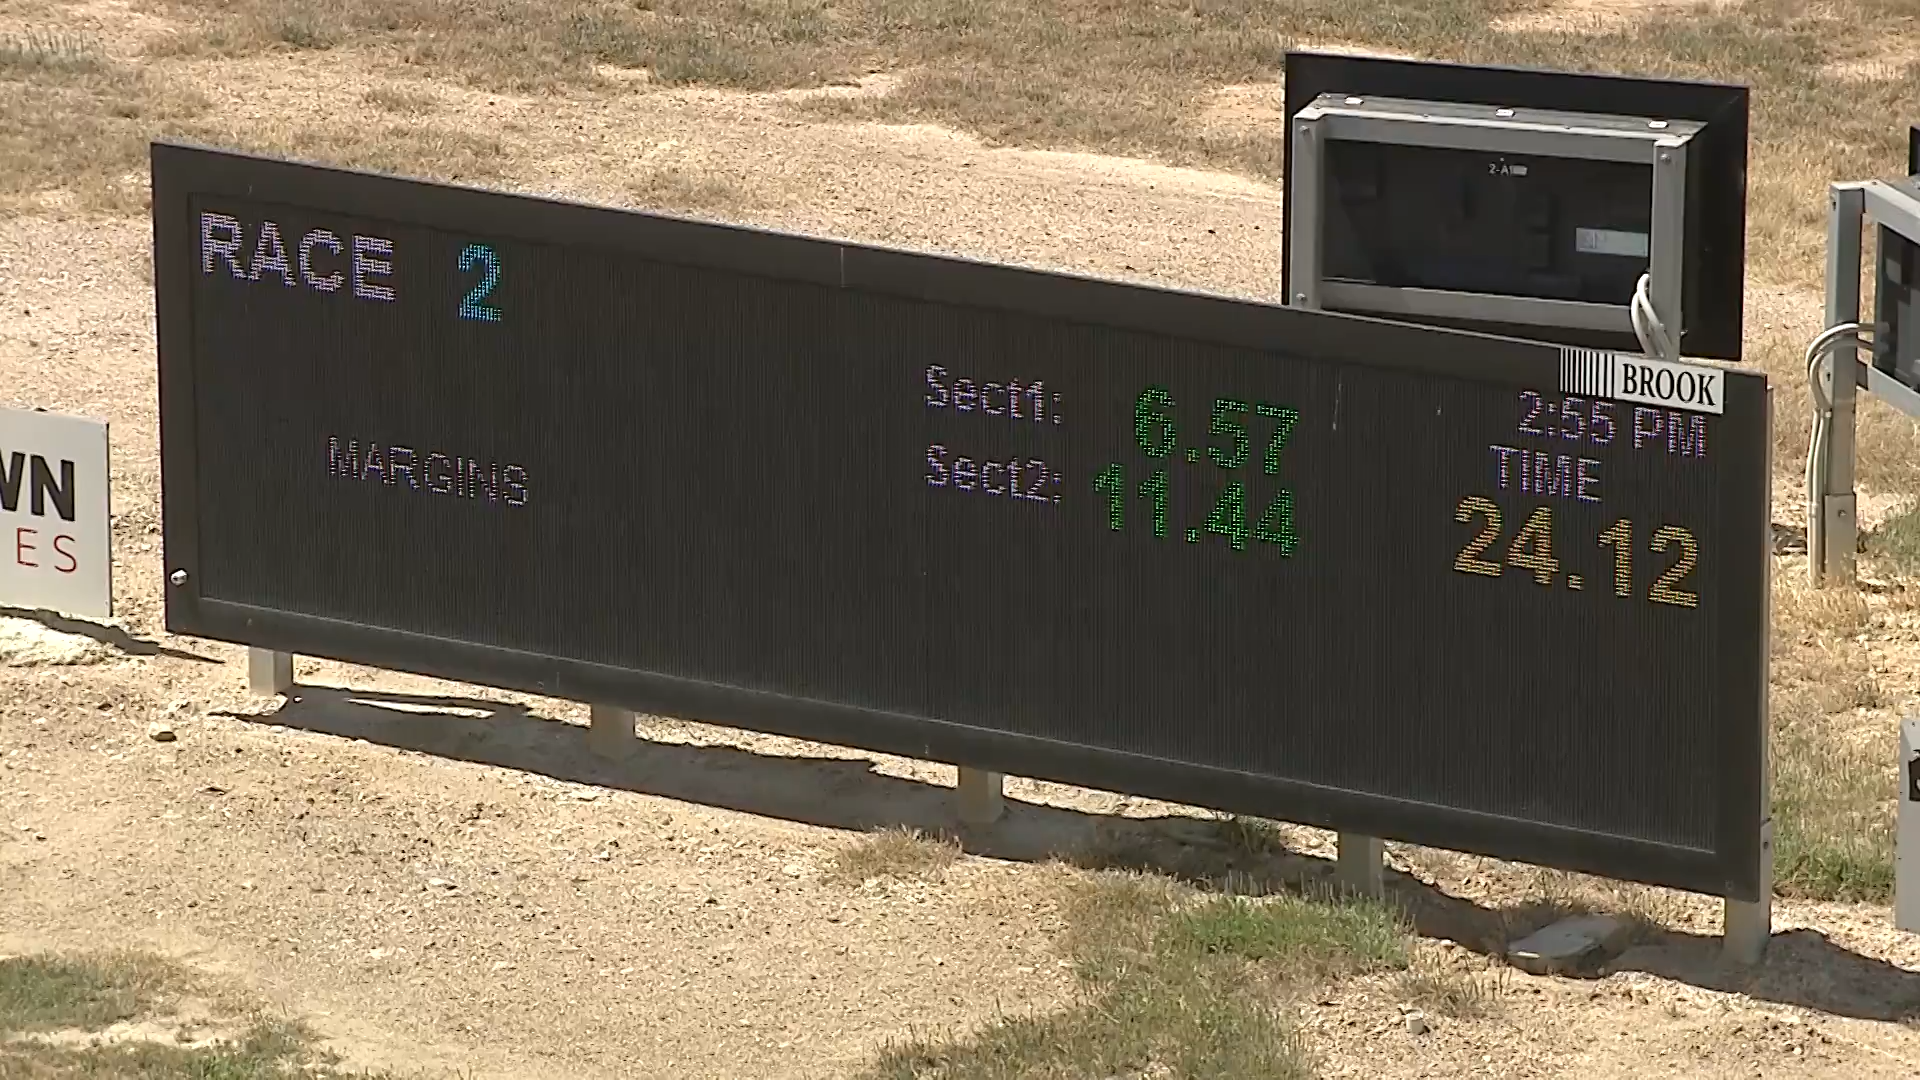 RACE 2
BROOK
2:55 PM
Sect1: 6.57
TIME
MARGINS
Sect2: 11.44
24.12
WN
ES